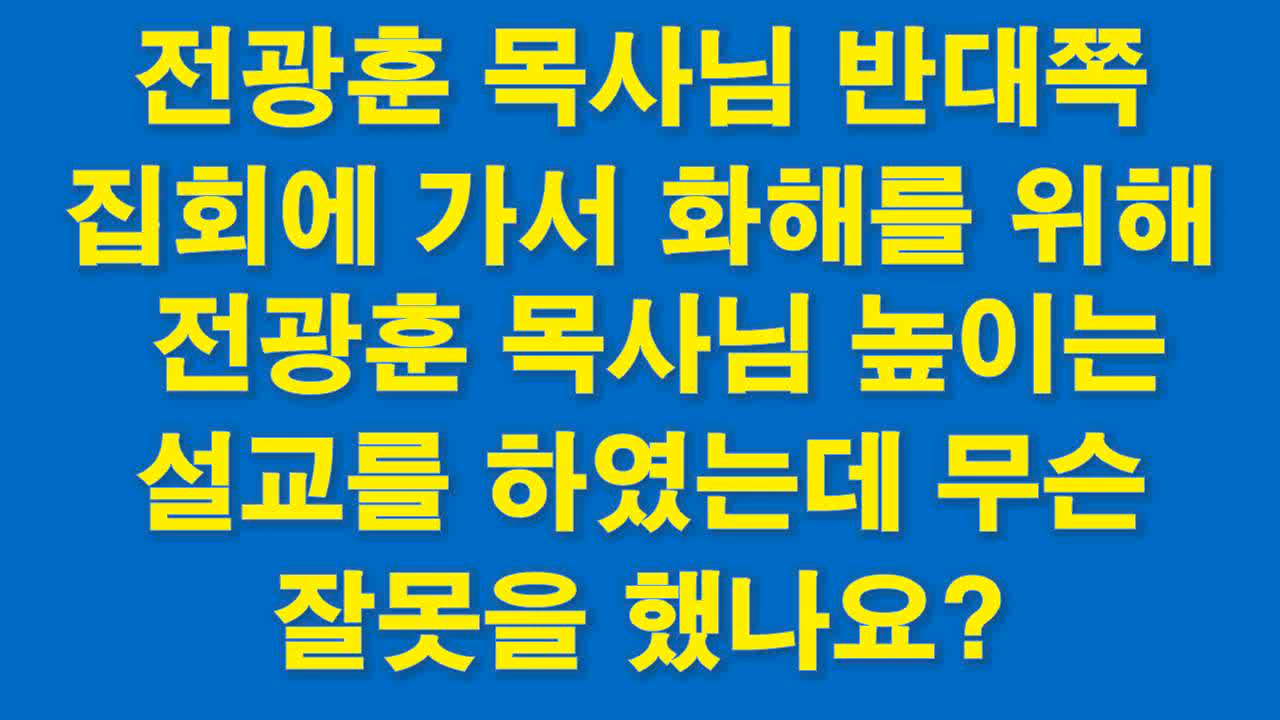 전광훈 목사님 반대쪽
집회에 가서 화해를 위해
전광훈 목사님 높이는
설교를 하였는데 무슨
잘못을 했나요?